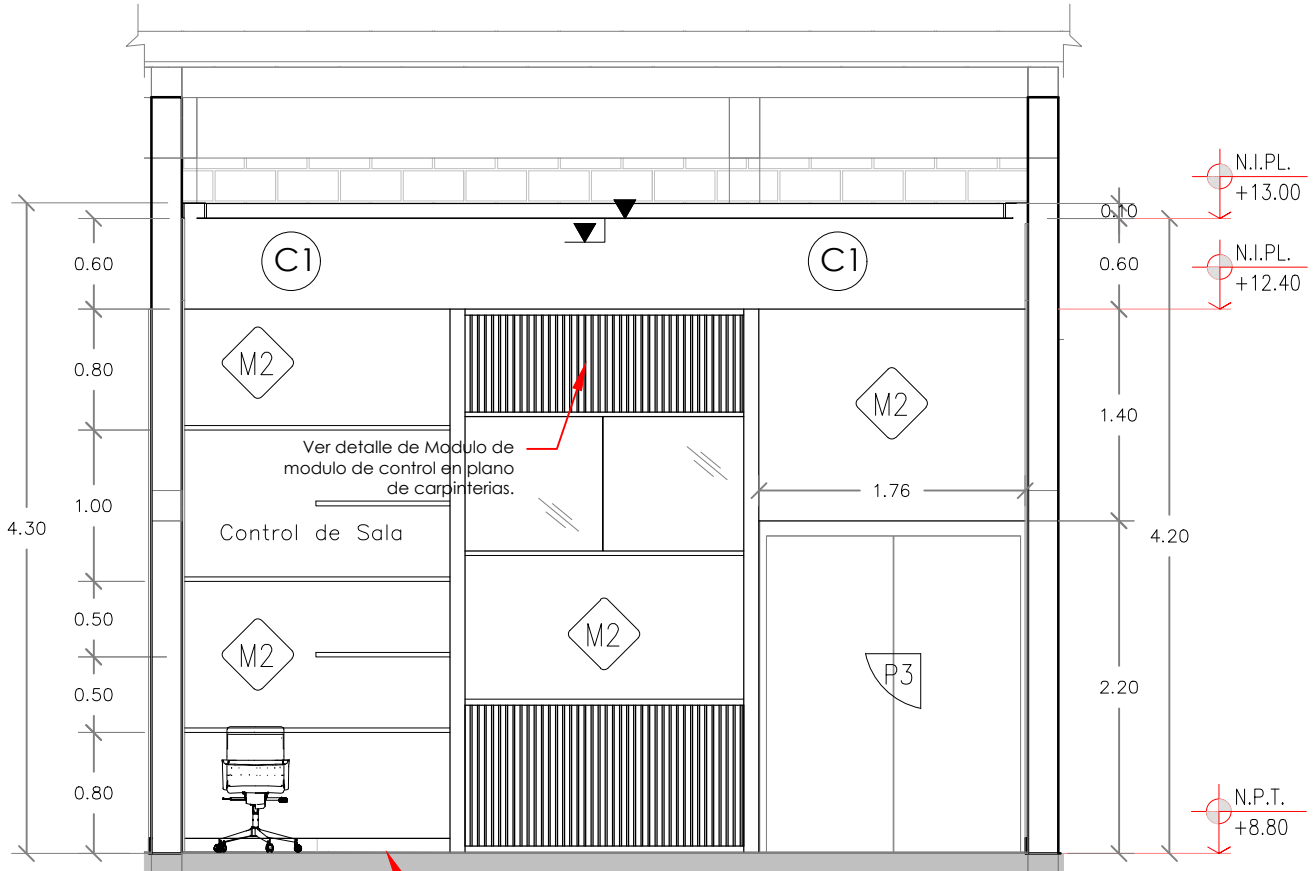 N.I.PL.
+13.00
0.10
0.60
C1
C1
0.60
N.I.PL.
+12.40
0.80
M2
M2
1.40
Ver detalle de Modulo de
modulo de control en plano
de carpinterias.
1.76
1.00
4.30
Control de Sala
4.20
0.50
M2
M2
0.50
P3
2.20
0.80
N.P.T.
+8.80